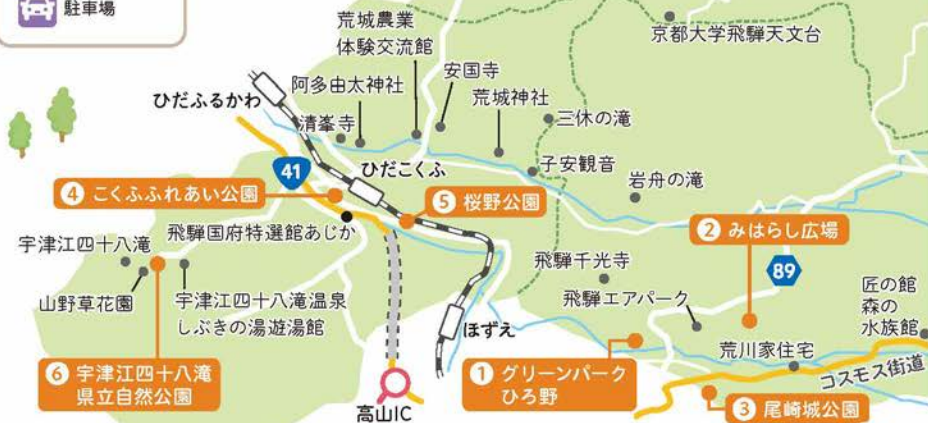 駐車場
荒城農業
体験交流館
京都大学飛騨天文台
安国寺
阿多由太神社
荒城神社
ひだふるかわ
清峯寺
三休の滝
ひだこくふ
子安観音
41
岩舟の滝
4 こくふふれあい公園
5 桜野公園
飛騨国府特選館あじか
2 みはらし広場
宇津江四十八滝
飛騨千光寺
89
山野草花園
宇津江四十八滝温泉
しぶきの湯遊湯館
飛騨エアパーク
匠の館
森の
水族館
ほずえ
荒川家住宅
6 宇津江四十八滝
県立自然公園
1 グリーンパーク
ひろ野
コスモス街道
高山IC
3 尾崎城公園